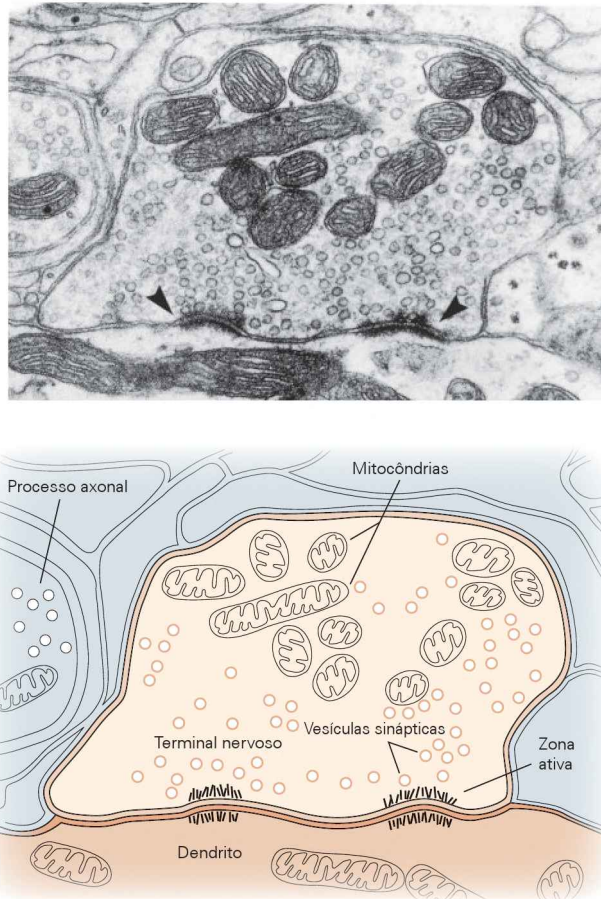 Processo axonal
Mitocôndrias
Terminal nervoso
Vesículas sinápticas
Zona
ativa
Dendrito